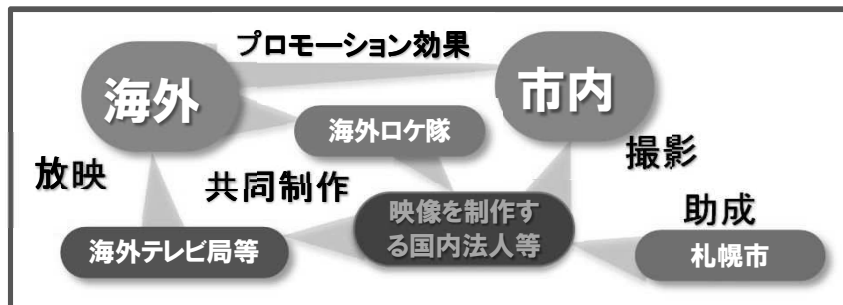 プロモーション効果
海外
市内
海外ロケ隊
撮影
放映
共同制作
映像を制作す
る国内法人等
助成
海外テレビ局等
札幌市